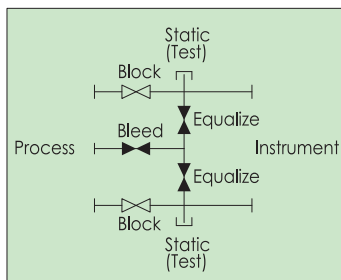 Static
(Test)
Block
Equalize
Bleed
Process
Instrument
Equalize
Block
Static
(Test)